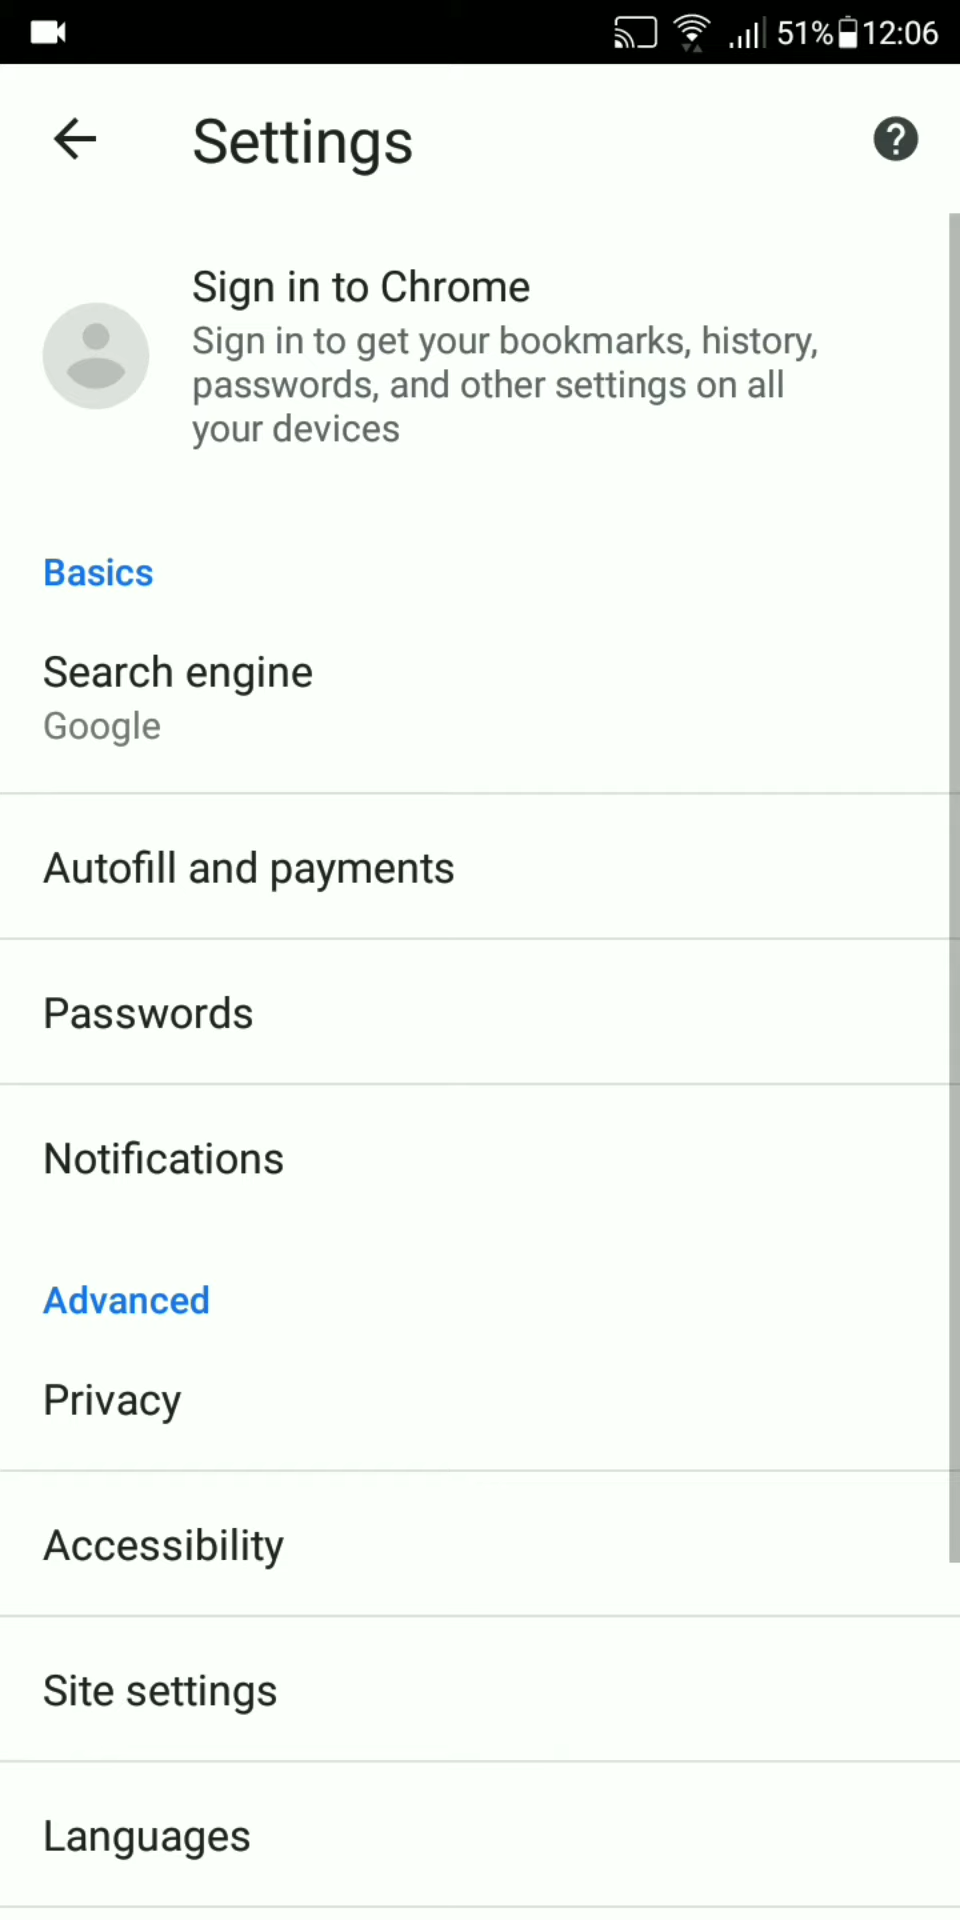 51% 12:06
Settings
Sign in to Chrome
Sign in to get your bookmarks, history,
passwords, and other settings on all
your devices
Basics
Search engine
Google
Autofill and payments
Passwords
Notifications
Advanced
Privacy
Accessibility
Site settings
Languages